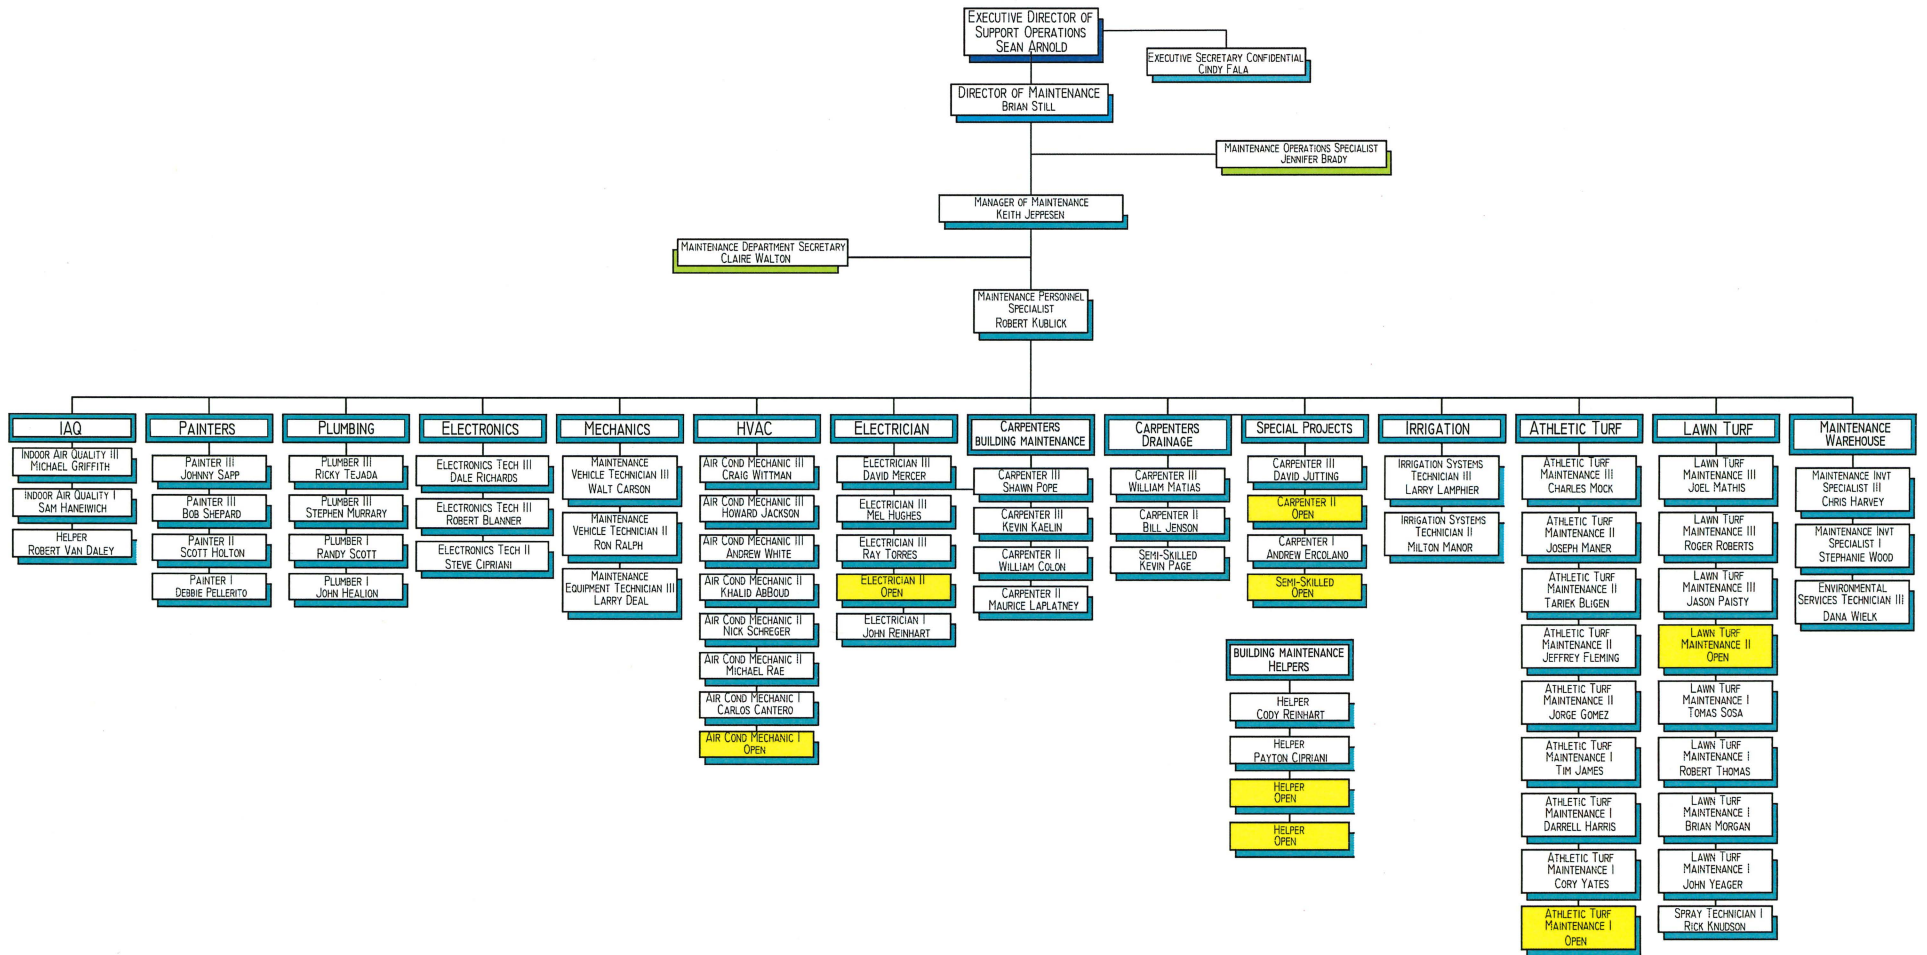 EXECUTIVE DIRECTOR OF
SUPPORT OPERATIONS
SEAN ARNOLD
EXECUTIVE SECRETARY CONFIDENTIAL
CINDY FALA
DIRECTOR OF MAINTENANCE
BRIAN STILL
MAINTENANCE OPERATIONS SPECIALIST
JENNIFER BRADY
MANAGER OF MAINTENANCE
KEITH JEPPESEN
MAINTENANCE DEPARTMENT SECRETARY
CLAIRE WALTON
MAINTENANCE PERSONNEL
SPECIALIST
ROBERT KUBLICK
IAQ
INDOOR AIR QUALITY III
MICHAEL GRIFFITH
INDOOR AIR QUALITY I
SAM HANEIWICH
HELPER
ROBERT VAN DALEY
PAINTERS
PAINTER III
JOHNNY SAPP
PAINTER III
BOB SHEPARD
PAINTER II
SCOTT HOLTON
PAINTER I
DEBBIE PELLERITO
PLUMBING
PLUMBER III
RICKY TEJADA
PLUMBER III
STEPHEN MURRARY
PLUMBER I
RANDY SCOTT
PLUMBER I
JOHN HEALION
ELECTRONICS
ELECTRONICS TECH III
DALE RICHARDS
ELECTRONICS TECH III
ROBERT BLANNER
ELECTRONICS TECH II
STEVE CIPRIANI
MECHANICS
MAINTENANCE
VEHICLE TECHNICIAN III
WALT CARSON
MAINTENANCE
VEHICLE TECHNICIAN II
RON RALPH
MAINTENANCE
EQUIPMENT TECHNICIAN III
LARRY DEAL
HVAC
AIR COND MECHANIC III
CRAIG WITTMAN
AIR COND MECHANIC III
HOWARD JACKSON
AIR COND MECHANIC III
ANDREW WHITE
AIR COND MECHANIC II
KHALID ABBOUD
AIR COND MECHANIC II
NICK SCHREGER
AIR COND MECHANIC II
MICHAEL RAE
AIR COND MECHANIC I
CARLOS CANTERO
AIR COND MECHANIC I
OPEN
ELECTRICIAN
ELECTRICIAN III
DAVID MERCER
ELECTRICIAN III
MEL HUGHES
ELECTRICIAN III
RAY TORRES
ELECTRICIAN II
OPEN
ELECTRICIAN I
JOHN REINHART
CARPENTERS
BUILDING MAINTENANCE
CARPENTER III
SHAWN POPE
CARPENTER III
KEVIN KAELIN
CARPENTER II
WILLIAM COLON
CARPENTER II
MAURICE LAPLATNEY
CARPENTERS
DRAINAGE
CARPENTER III
WILLIAM MATIAS
CARPENTER II
BILL JENSON
SEMI-SKILLED
KEVIN PAGE
SPECIAL PROJECTS
CARPENTER III
DAVID JUTTING
CARPENTER II
OPEN
CARPENTER I
ANDREW ERCOLANO
SEMI-SKILLED
OPEN
BUILDING MAINTENANCE
HELPERS
HELPER
CODY REINHART
HELPER
PAYTON CIPRIANI
HELPER
OPEN
HELPER
OPEN
IRRIGATION
IRRIGATION SYSTEMS
TECHNICIAN III
LARRY LAMPHIER
IRRIGATION SYSTEMS
TECHNICIAN II
MILTON MANOR
ATHLETIC TURF
ATHLETIC TURF
MAINTENANCE III
CHARLES MOCK
ATHLETIC TURF
MAINTENANCE II
JOSEPH MANER
ATHLETIC TURF
MAINTENANCE II
TARIEK BLIGEN
ATHLETIC TURF
MAINTENANCE II
JEFFREY FLEMING
ATHLETIC TURF
MAINTENANCE II
JORGE GOMEZ
ATHLETIC TURF
MAINTENANCE I
TIM JAMES
ATHLETIC TURF
MAINTENANCE I
DARRELL HARRIS
ATHLETIC TURF
MAINTENANCE I
CORY YATES
ATHLETIC TURF
MAINTENANCE I
OPEN
LAWN TURF
LAWN TURF
MAINTENANCE III
JOEL MATHIS
LAWN TURF
MAINTENANCE III
ROGER ROBERTS
LAWN TURF
MAINTENANCE III
JASON PAISTY
LAWN TURF
MAINTENANCE II
OPEN
LAWN TURF
MAINTENANCE I
TOMAS SOSA
LAWN TURF
MAINTENANCE I
ROBERT THOMAS
LAWN TURF
MAINTENANCE I
BRIAN MORGAN
LAWN TURF
MAINTENANCE I
JOHN YEAGER
SPRAY TECHNICIAN I
RICK KNUDSON
MAINTENANCE
WAREHOUSE
MAINTENANCE INVT
SPECIALIST III
CHRIS HARVEY
MAINTENANCE INVT
SPECIALIST I
STEPHANIE WOOD
ENVIRONMENTAL
SERVICES TECHNICIAN III
DANA WIELK